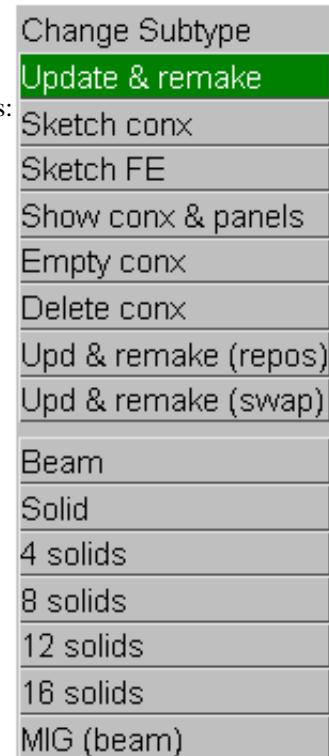 Change Subtype
Update & remake
s:
Sketch conx
Sketch FE
Show conx & panels
Empty conx
Delete conx
Upd & remake (repos)
Upd & remake (swap)
Beam
Solid
4 solids
8 solids
12 solids
16 solids
MIG (beam)